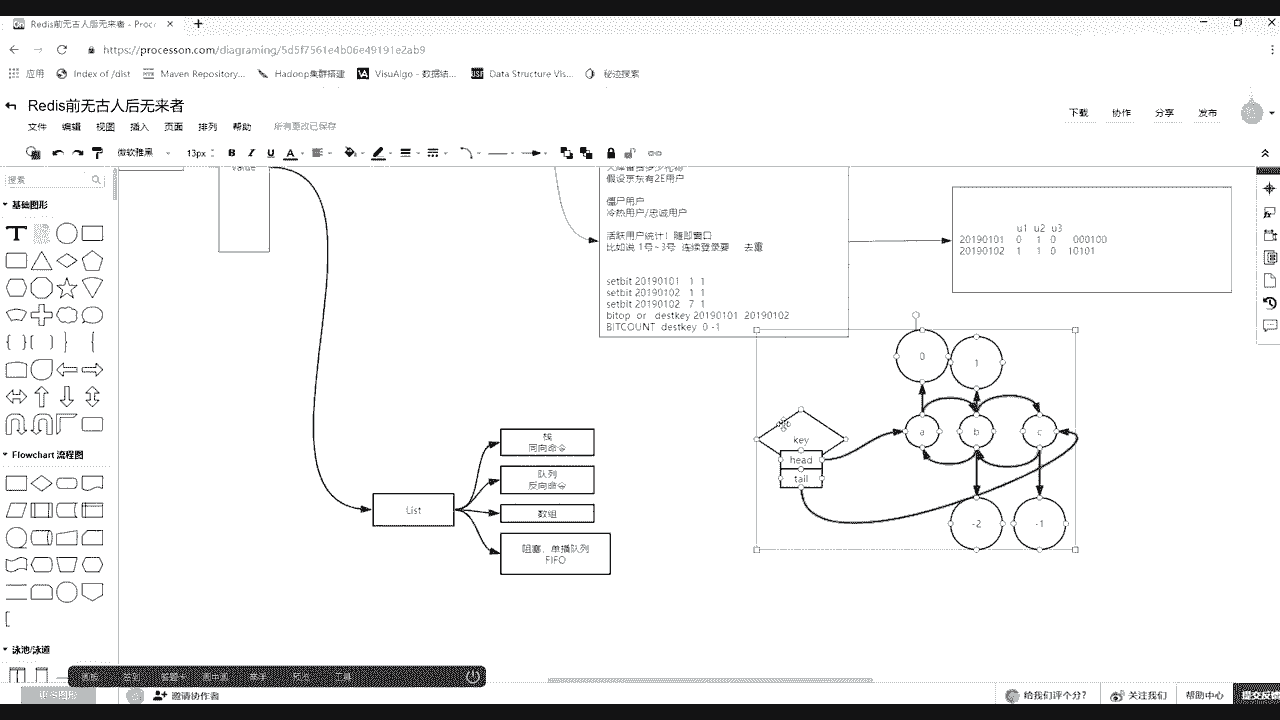 Redis前无古人后无来者 - Proc
https://processon.com/diagraming/5d5f7561e4b06e49191e2ab9
应用 Index of /dist Maven Repository... Hadoop集群搭建 VisuAlgo - 数据结... Data Structure Vis... 秘迹搜索
Redis前无古人后无来者
文件 编辑 视图 插入 页面 排列 帮助 所有更改已保存
下载 协作 分享 发布
微软雅黑 13px B I U A
搜索
基础图形
Flowchart 流程图
泳池/泳道
更多图形
value
假设京东有2E用户
僵尸用户
冷热用户/忠诚用户
活跃用户统计！随即窗口
比如说 1号~3号 连续登录要 去重
setbit 20190101 1 1
setbit 20190102 1 1
setbit 20190102 7 1
bitop or destkey 20190101 20190102
BITCOUNT destkey 0 -1
u1 u2 u3
20190101 0 1 0 000100
20190102 1 1 0 10101
List
栈
同向命令
队列
反向命令
数组
阻塞，单播队列
FIFO
key
head
tail
0
1
a
b
c
-2
-1
邀请协作者
给我们评个分?
关注我们
帮助中心
提交反馈